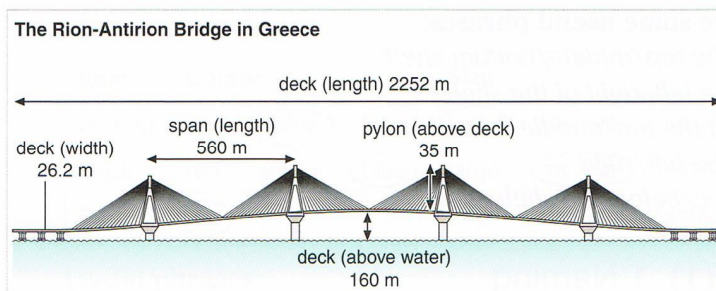 The Rion-Antirion Bridge in Greece
deck (length) 2252 m
span (length)
560 m
pylon (above deck)
35 m
deck (width)
26.2 m
deck (above water)
160 m